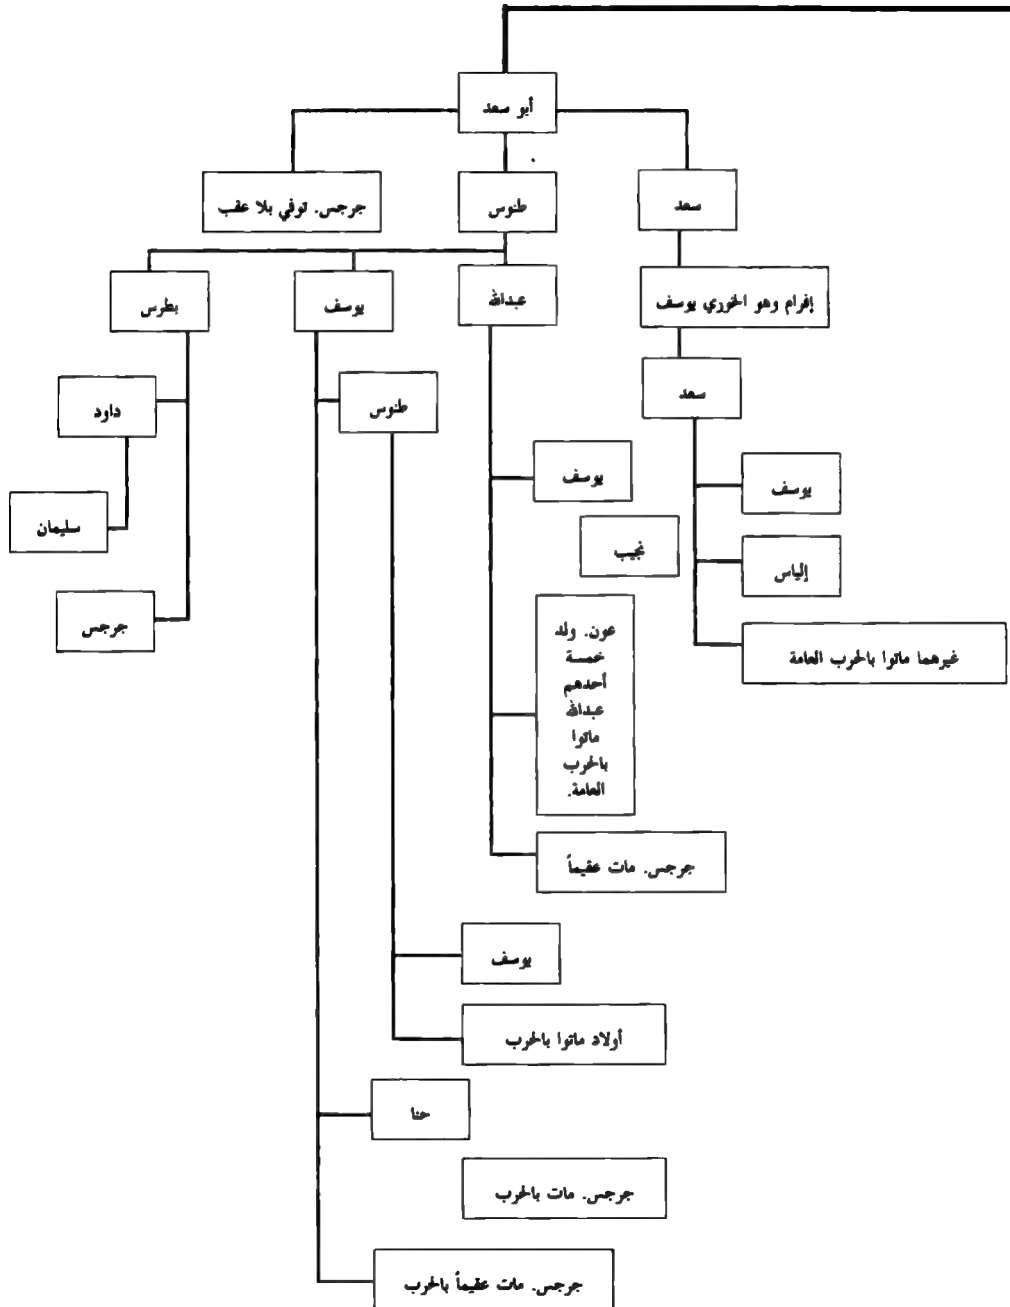 أبو سعد
سعد
طنوس
جرجس. توفي بلا عقب
إفرام وهو الخوري يوسف
عبدالله
يوسف
بطرس
سعد
طنوس
داود
يوسف
يوسف
سليمان
نجيب
إلياس
جرجس
غيرهما ماتوا بالحرب العامة
عون. ولد
خمسة
أحدهم
عبدالله
ماتوا
بالحرب
العامة.
جرجس. مات عقيماً
يوسف
أولاد ماتوا بالحرب
حنا
جرجس. مات بالحرب
جرجس. مات عقيماً بالحرب